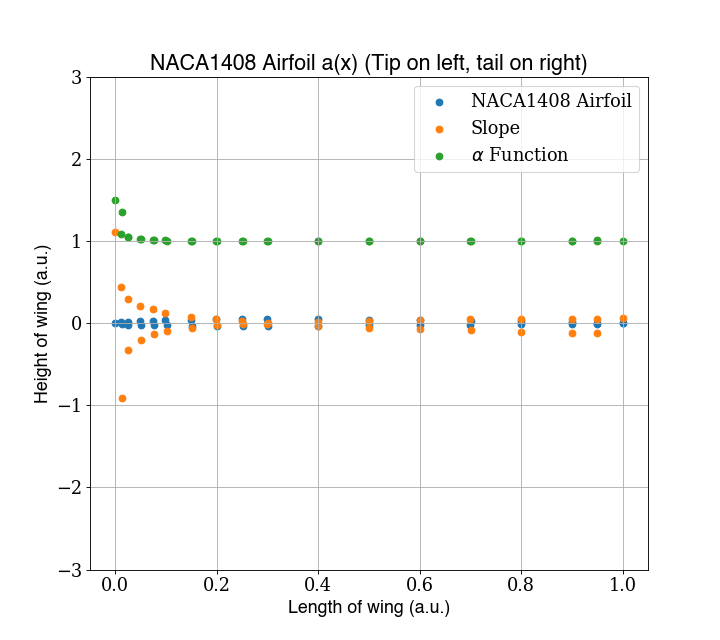 NACA1408 Airfoil a(x) (Tip on left, tail on right)
3
2
1
0
−1
−2
−3
Height of wing (a.u.)
NACA1408 Airfoil
Slope
α Function
0.0 0.2 0.4 0.6 0.8 1.0
Length of wing (a.u.)